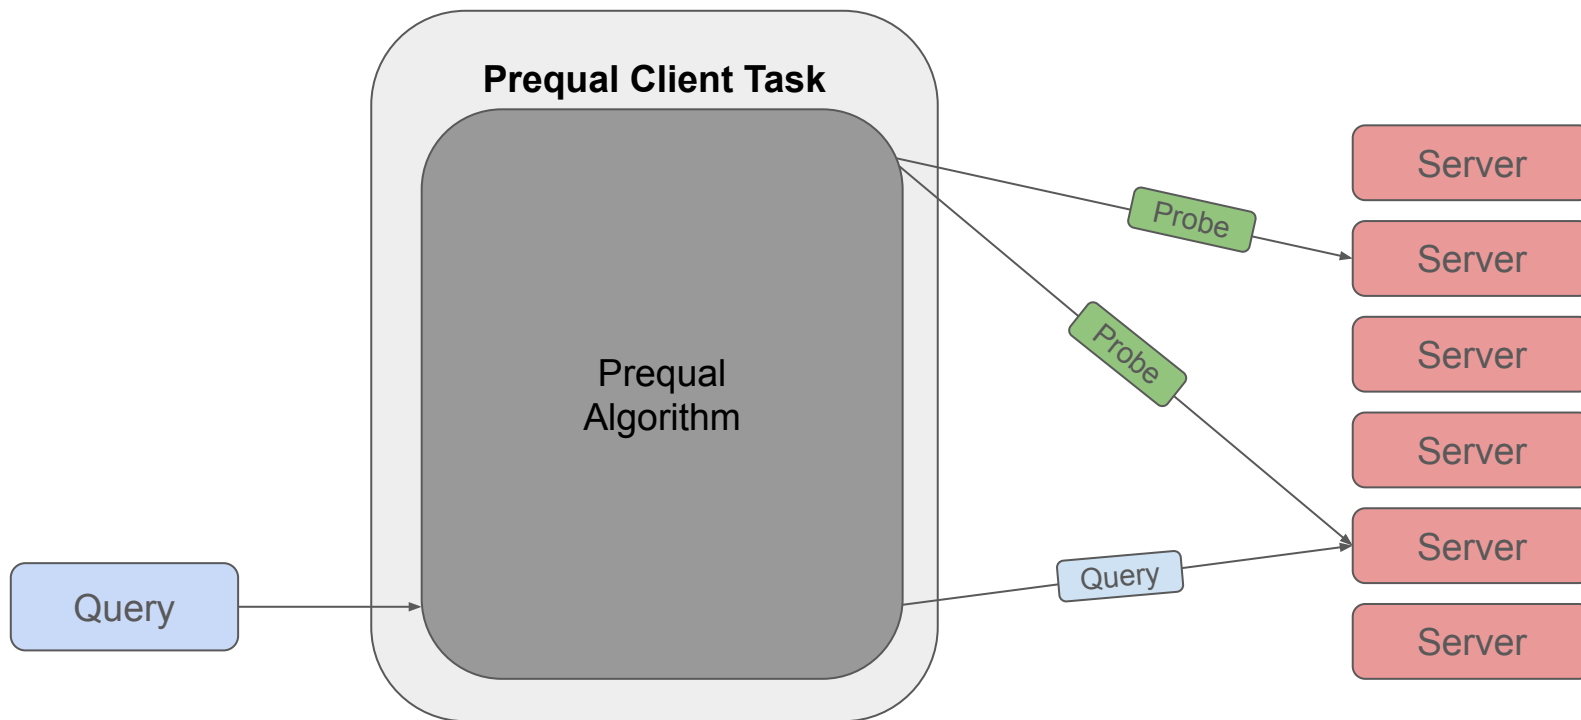 Prequal Client Task
Prequal
Algorithm
Query
Probe
Probe
Query
Server
Server
Server
Server
Server
Server